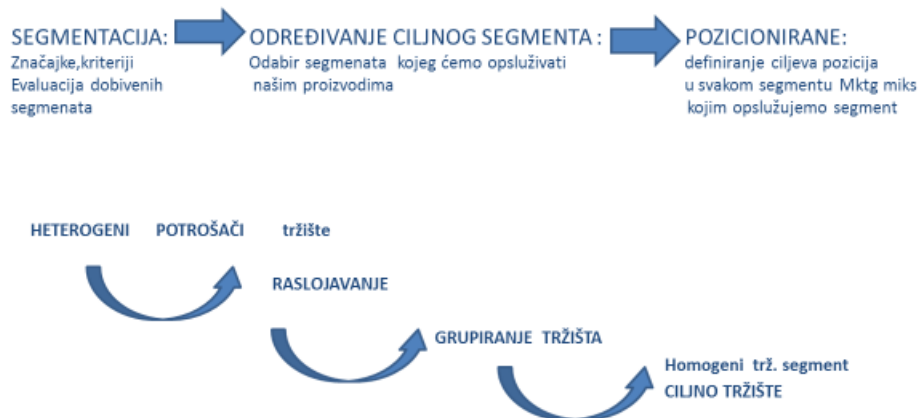 SEGMENTACIJA:
Značajke,kriteriji
Evaluacija dobivenih
segmenata
ODREĐIVANJE CILJNOG SEGMENTA :
Odabir segmenata kojeg ćemo opsluživati
našim proizvodima
POZICIONIRANE:
definiranje ciljeva pozicija
u svakom segmentu Mktg miks
kojim opslužujemo segment
HETEROGENI POTROŠAČI tržište
RASLOJAVANJE
GRUPIRANJE TRŽIŠTA
Homogeni trž. segment
CILJNO TRŽIŠTE